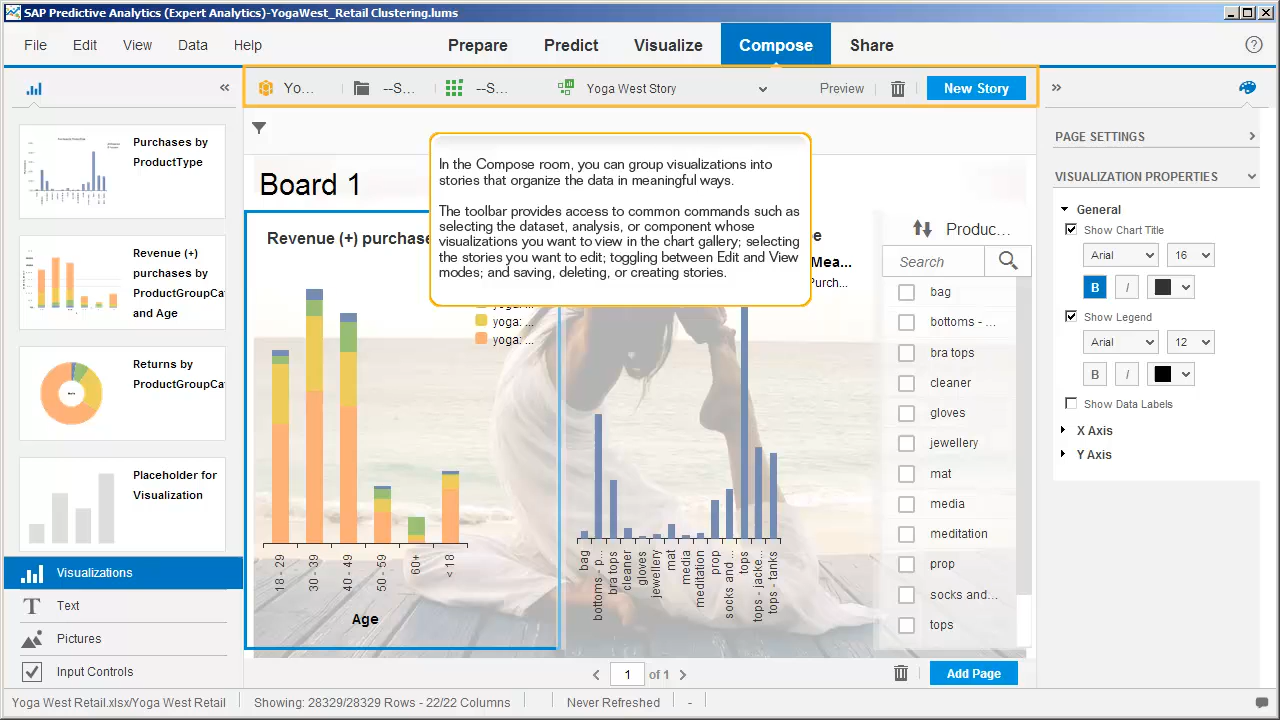 SAP Predictive Analytics (Expert Analytics)-YogaWest_Retail Clustering.lums
File Edit View Data Help
Prepare Predict Visualize Compose Share
Yo... --S... --S... Yoga West Story Preview New Story
Purchases by
ProductType
Revenue (+)
purchases by
ProductGroupCa
and Age
Returns by
ProductGroupCa
Placeholder for
Visualization
Visualizations
Text
Pictures
Input Controls
In the Compose room, you can group visualizations into
stories that organize the data in meaningful ways.
The toolbar provides access to common commands such as
selecting the dataset, analysis, or component whose
visualizations you want to view in the chart gallery; selecting
the stories you want to edit; toggling between Edit and View
modes; and saving, deleting, or creating stories.
Board 1
Revenue (+) purchase
yoga: ...
yoga: ...
18 - 29
30 - 39
40 - 49
50 - 59
60+
< 18
Age
Mea...
Purch...
bag
bottoms - p...
bra tops
cleaner
gloves
jewellery
mat
media
meditation
prop
socks and ...
tops
tops - jacke...
tops - tanks
Produc...
Search
bag
bottoms - ...
bra tops
cleaner
gloves
jewellery
mat
media
meditation
prop
socks and...
tops
1 of 1
Add Page
PAGE SETTINGS
VISUALIZATION PROPERTIES
General
Show Chart Title
Arial 16
B I
Show Legend
Arial 12
B I
Show Data Labels
X Axis
Y Axis
Yoga West Retail.xlsx/Yoga West Retail
Showing: 28329/28329 Rows - 22/22 Columns
Never Refreshed -